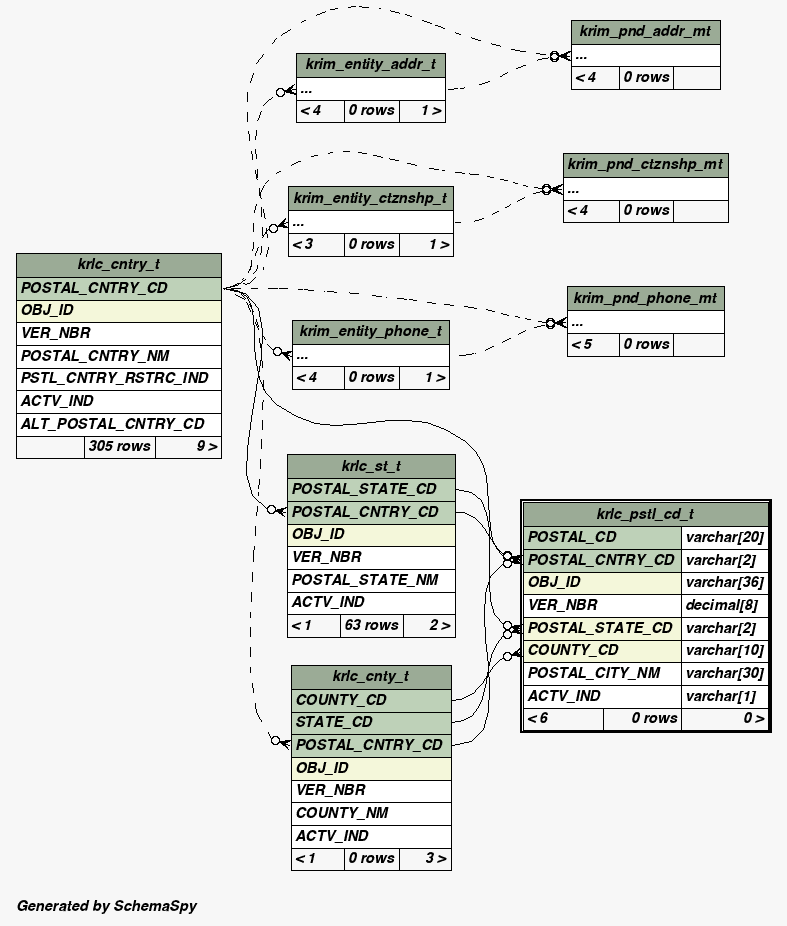 krim_pnd_addr_mt
...
< 4 0 rows
krim_entity_addr_t
...
< 4 0 rows 1 >
krim_pnd_ctznshp_mt
...
< 4 0 rows
krim_entity_ctznshp_t
...
< 3 0 rows 1 >
krlc_cntry_t
POSTAL_CNTRY_CD
OBJ_ID
VER_NBR
POSTAL_CNTRY_NM
PSTL_CNTRY_RSTRC_IND
ACTV_IND
ALT_POSTAL_CNTRY_CD
305 rows 9 >
krim_pnd_phone_mt
...
< 5 0 rows
krim_entity_phone_t
...
< 4 0 rows 1 >
krlc_st_t
POSTAL_STATE_CD
POSTAL_CNTRY_CD
OBJ_ID
VER_NBR
POSTAL_STATE_NM
ACTV_IND
< 1 63 rows 2 >
krlc_pstl_cd_t
POSTAL_CD varchar[20]
POSTAL_CNTRY_CD varchar[2]
OBJ_ID varchar[36]
VER_NBR decimal[8]
POSTAL_STATE_CD varchar[2]
COUNTY_CD varchar[10]
POSTAL_CITY_NM varchar[30]
ACTV_IND varchar[1]
< 6 0 rows 0 >
krlc_cnty_t
COUNTY_CD
STATE_CD
POSTAL_CNTRY_CD
OBJ_ID
VER_NBR
COUNTY_NM
ACTV_IND
< 1 0 rows 3 >
Generated by SchemaSpy